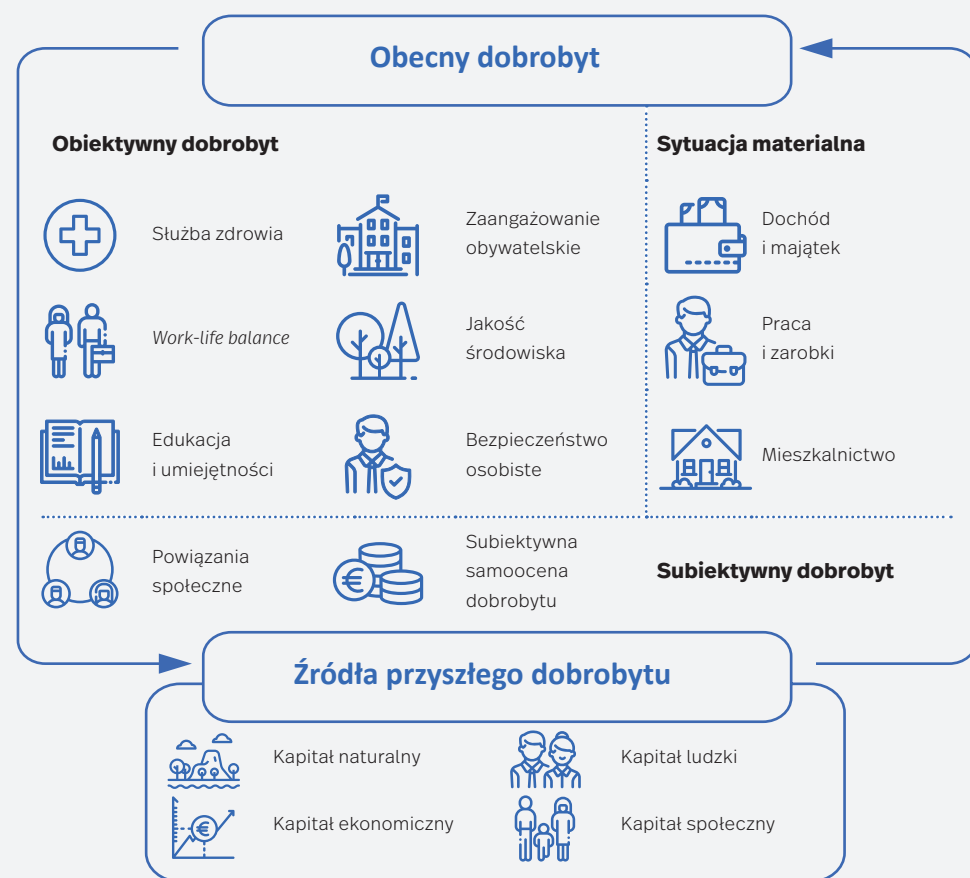 Obecny dobrobyt
Obiektywny dobrobyt
Służba zdrowia
Work-life balance
Edukacja
i umiejętności
Zaangażowanie
obywatelskie
Jakość
środowiska
Bezpieczeństwo
osobiste
Sytuacja materialna
Dochód
i majątek
Praca
i zarobki
Mieszkalnictwo
Powiązania
społeczne
Subiektywna
samoocena
dobrobytu
Subiektywny dobrobyt
Źródła przyszłego dobrobytu
Kapitał naturalny
Kapitał ludzki
Kapitał ekonomiczny
Kapitał społeczny